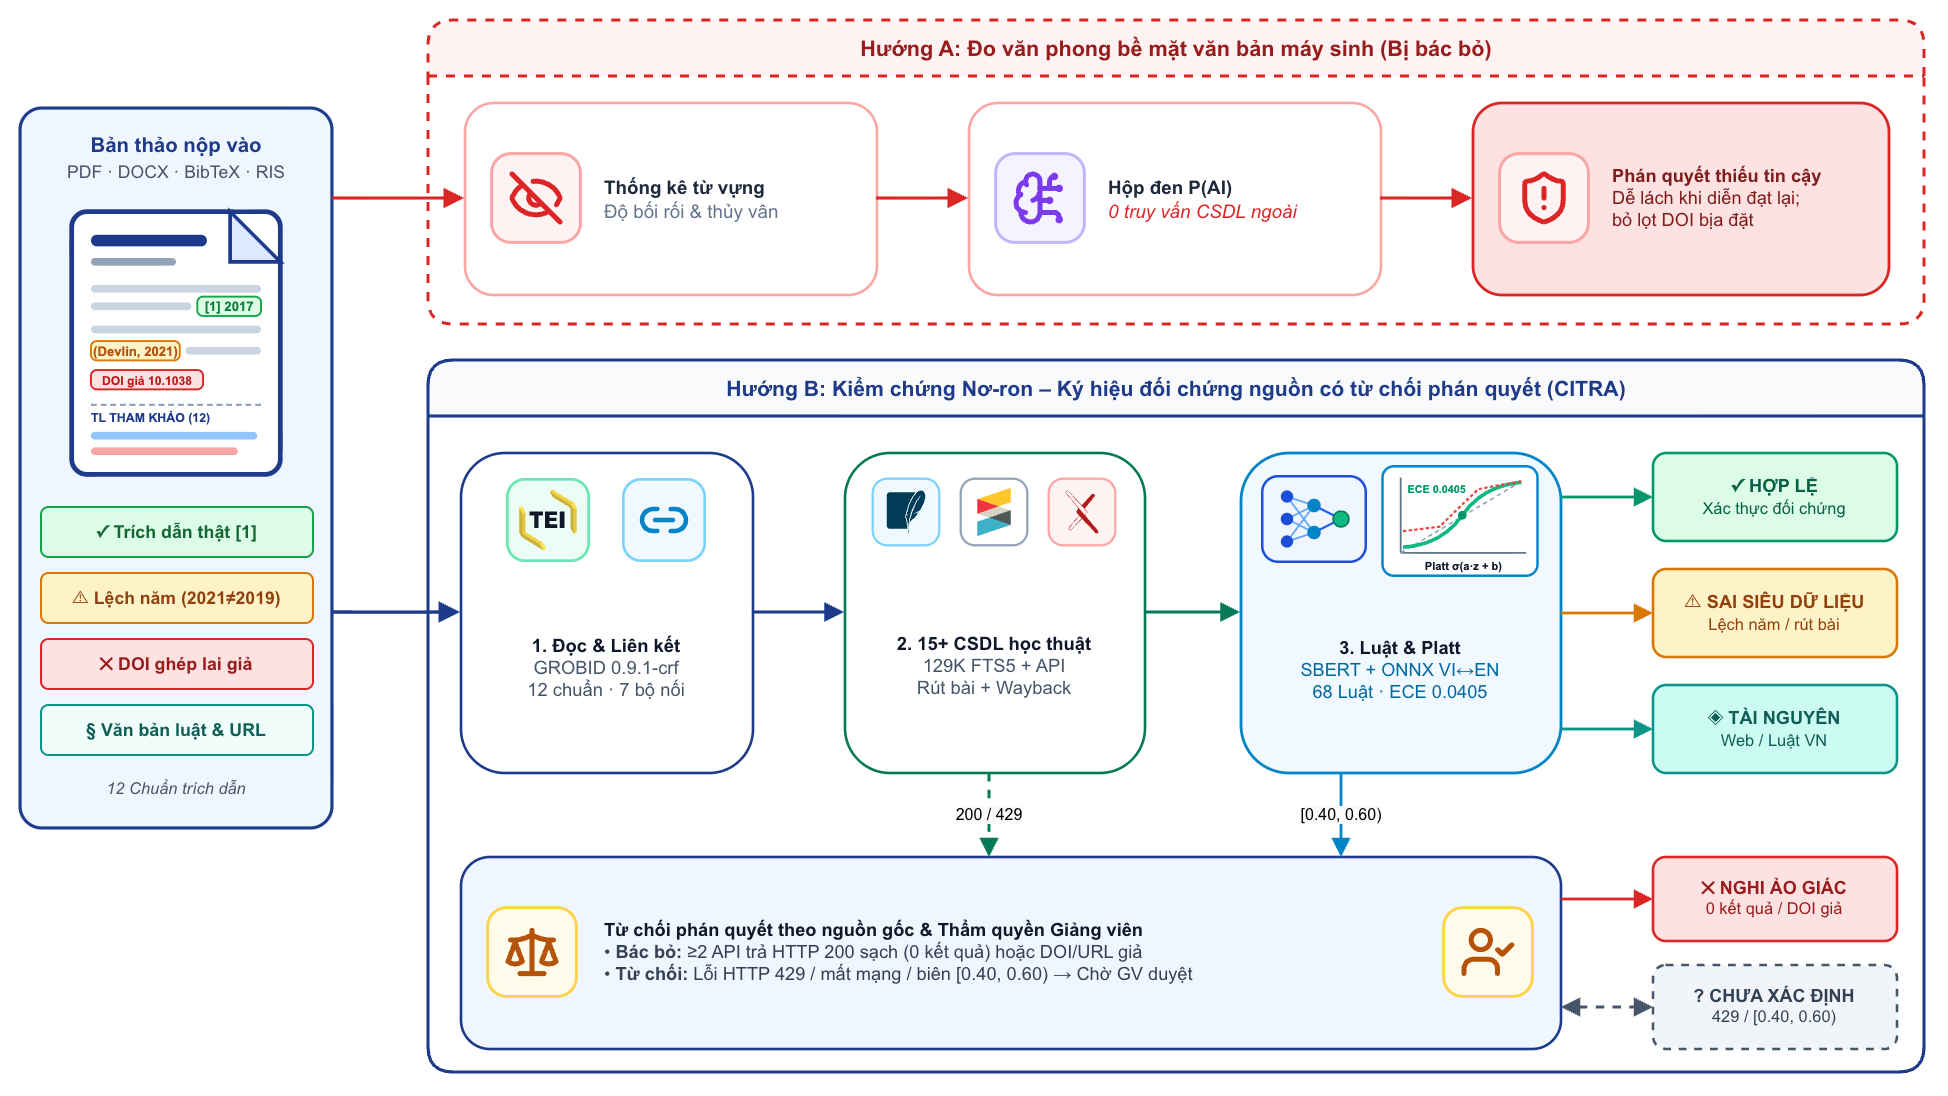 Hướng A: Đo văn phong bề mặt văn bản máy sinh (Bị bác bỏ)
Bản thảo nộp vào
PDF · DOCX · BibTeX · RIS
[1] 2017
(Devlin, 2021)
DOI giả 10.1038
TL THAM KHẢO (12)
✓ Trích dẫn thật [1]
⚠ Lệch năm (2021≠2019)
✕ DOI ghép lai giả
§ Văn bản luật & URL
12 Chuẩn trích dẫn
Thống kê từ vựng
Độ bối rối & thủy vân
Hộp đen P(AI)
0 truy vấn CSDL ngoài
Phán quyết thiếu tin cậy
Dễ lách khi diễn đạt lại;
bỏ lọt DOI bịa đặt
Hướng B: Kiểm chứng Nơ-ron – Ký hiệu đối chứng nguồn có từ chối phán quyết (CITRA)
TEI
1. Đọc & Liên kết
GROBID 0.9.1-crf
12 chuẩn · 7 bộ nối
2. 15+ CSDL học thuật
129K FTS5 + API
Rút bài + Wayback
ECE 0.0405
Platt σ(a·z + b)
3. Luật & Platt
SBERT + ONNX VI↔EN
68 Luật · ECE 0.0405
✓ HỢP LỆ
Xác thực đối chứng
⚠ SAI SIÊU DỮ LIỆU
Lệch năm / rút bài
◈ TÀI NGUYÊN
Web / Luật VN
200 / 429
[0.40, 0.60)
Từ chối phán quyết theo nguồn gốc & Thẩm quyền Giảng viên
• Bác bỏ: ≥2 API trả HTTP 200 sạch (0 kết quả) hoặc DOI/URL giả
• Từ chối: Lỗi HTTP 429 / mất mạng / biên [0.40, 0.60) → Chờ GV duyệt
✕ NGHI ẢO GIÁC
0 kết quả / DOI giả
? CHƯA XÁC ĐỊNH
429 / [0.40, 0.60)